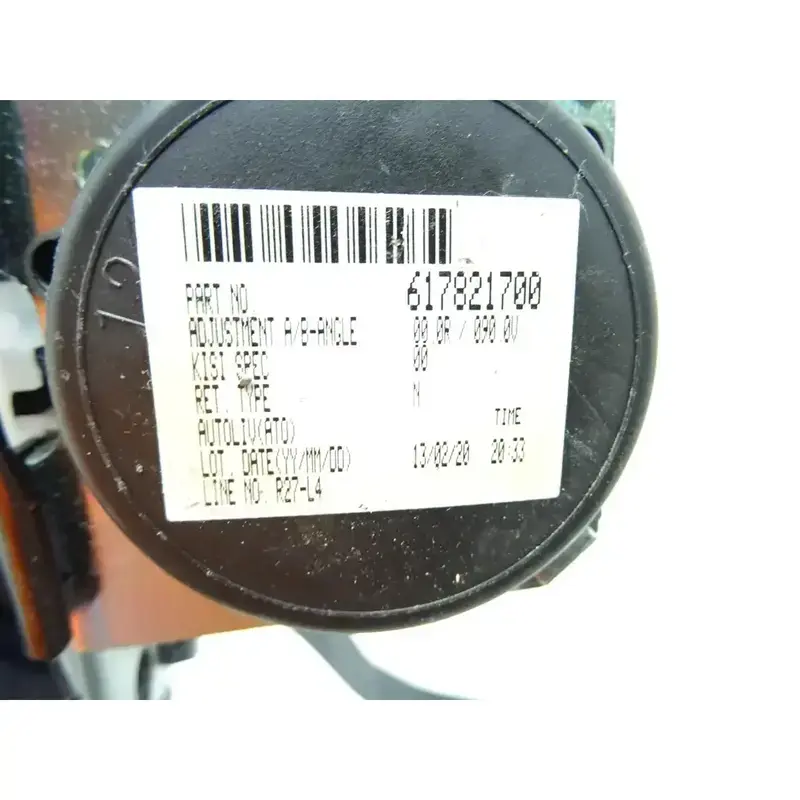 12
PART NO. 617821700
ADJUSTMENT A/B-ANGLE 00.0R / 090.0V
KISI SPEC 00
RET. TYPE N
AUTOLIV(ATO) TIME
LOT. DATE(YY/MM/DD) 13/02/20 20:33
LINE NO. R27-L4